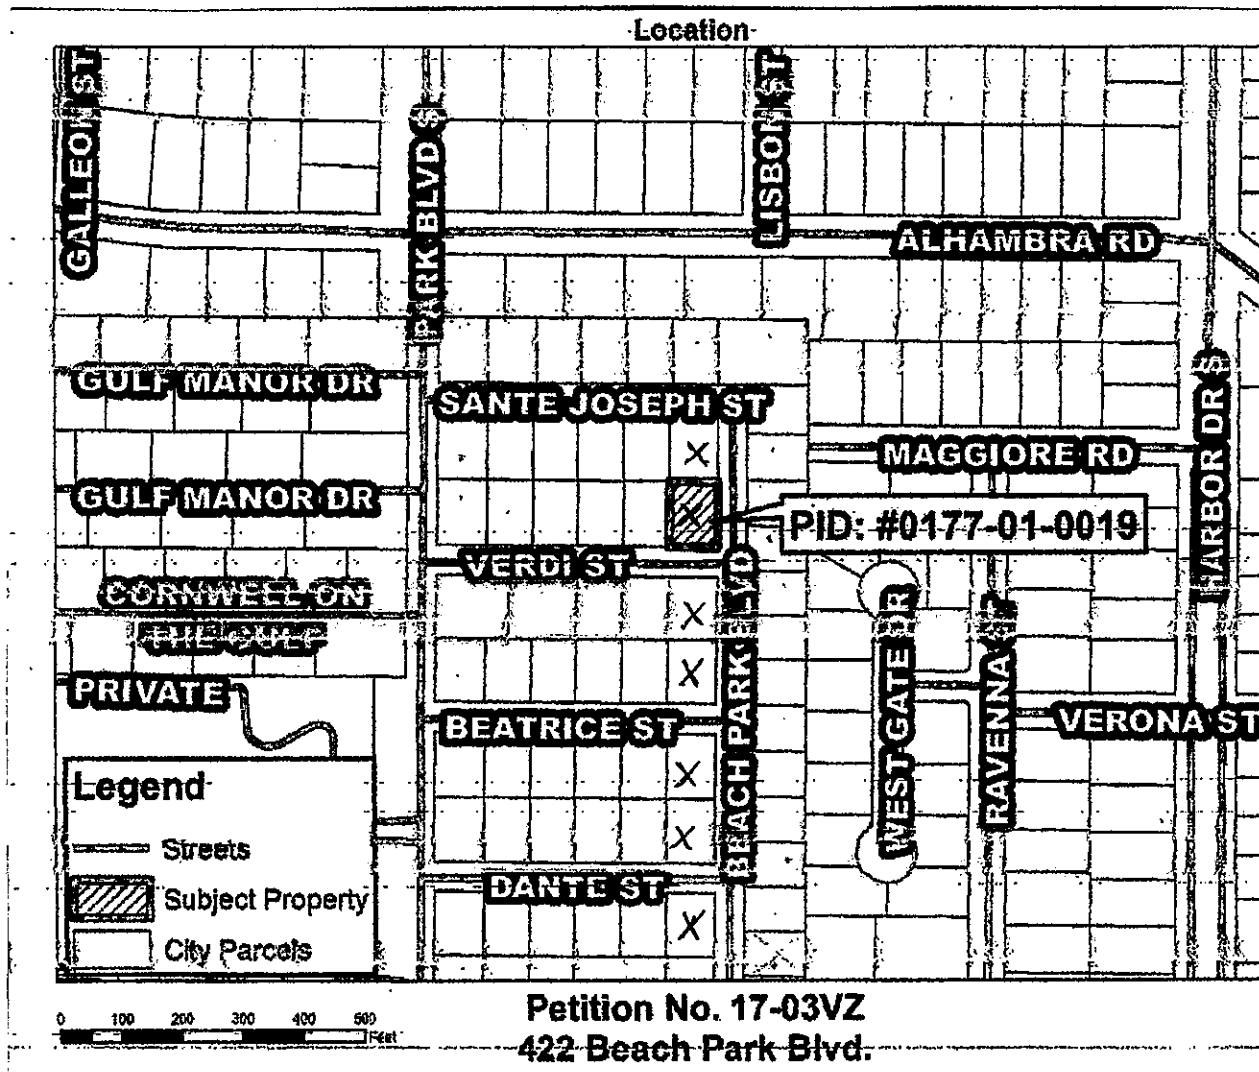 Location
GALLEON ST
PARK BLVD S
LISBON ST
ALHAMBRA RD
GULF MANOR DR
SANTE JOSEPH ST
HARBOR DR S
MAGGIORE RD
GULF MANOR DR
PID: #0177-01-0019
VERDI ST
CORNWELL ON
THE GULF
BEACH PARK BLVD
WEST GATE DR
RAVENNA ST
PRIVATE
BEATRICE ST
VERONA ST
Legend
Streets
Subject Property
City Parcels
DANTE ST
0 100 200 300 400 500
Feet
Petition No. 17-03VZ
422 Beach Park Blvd.